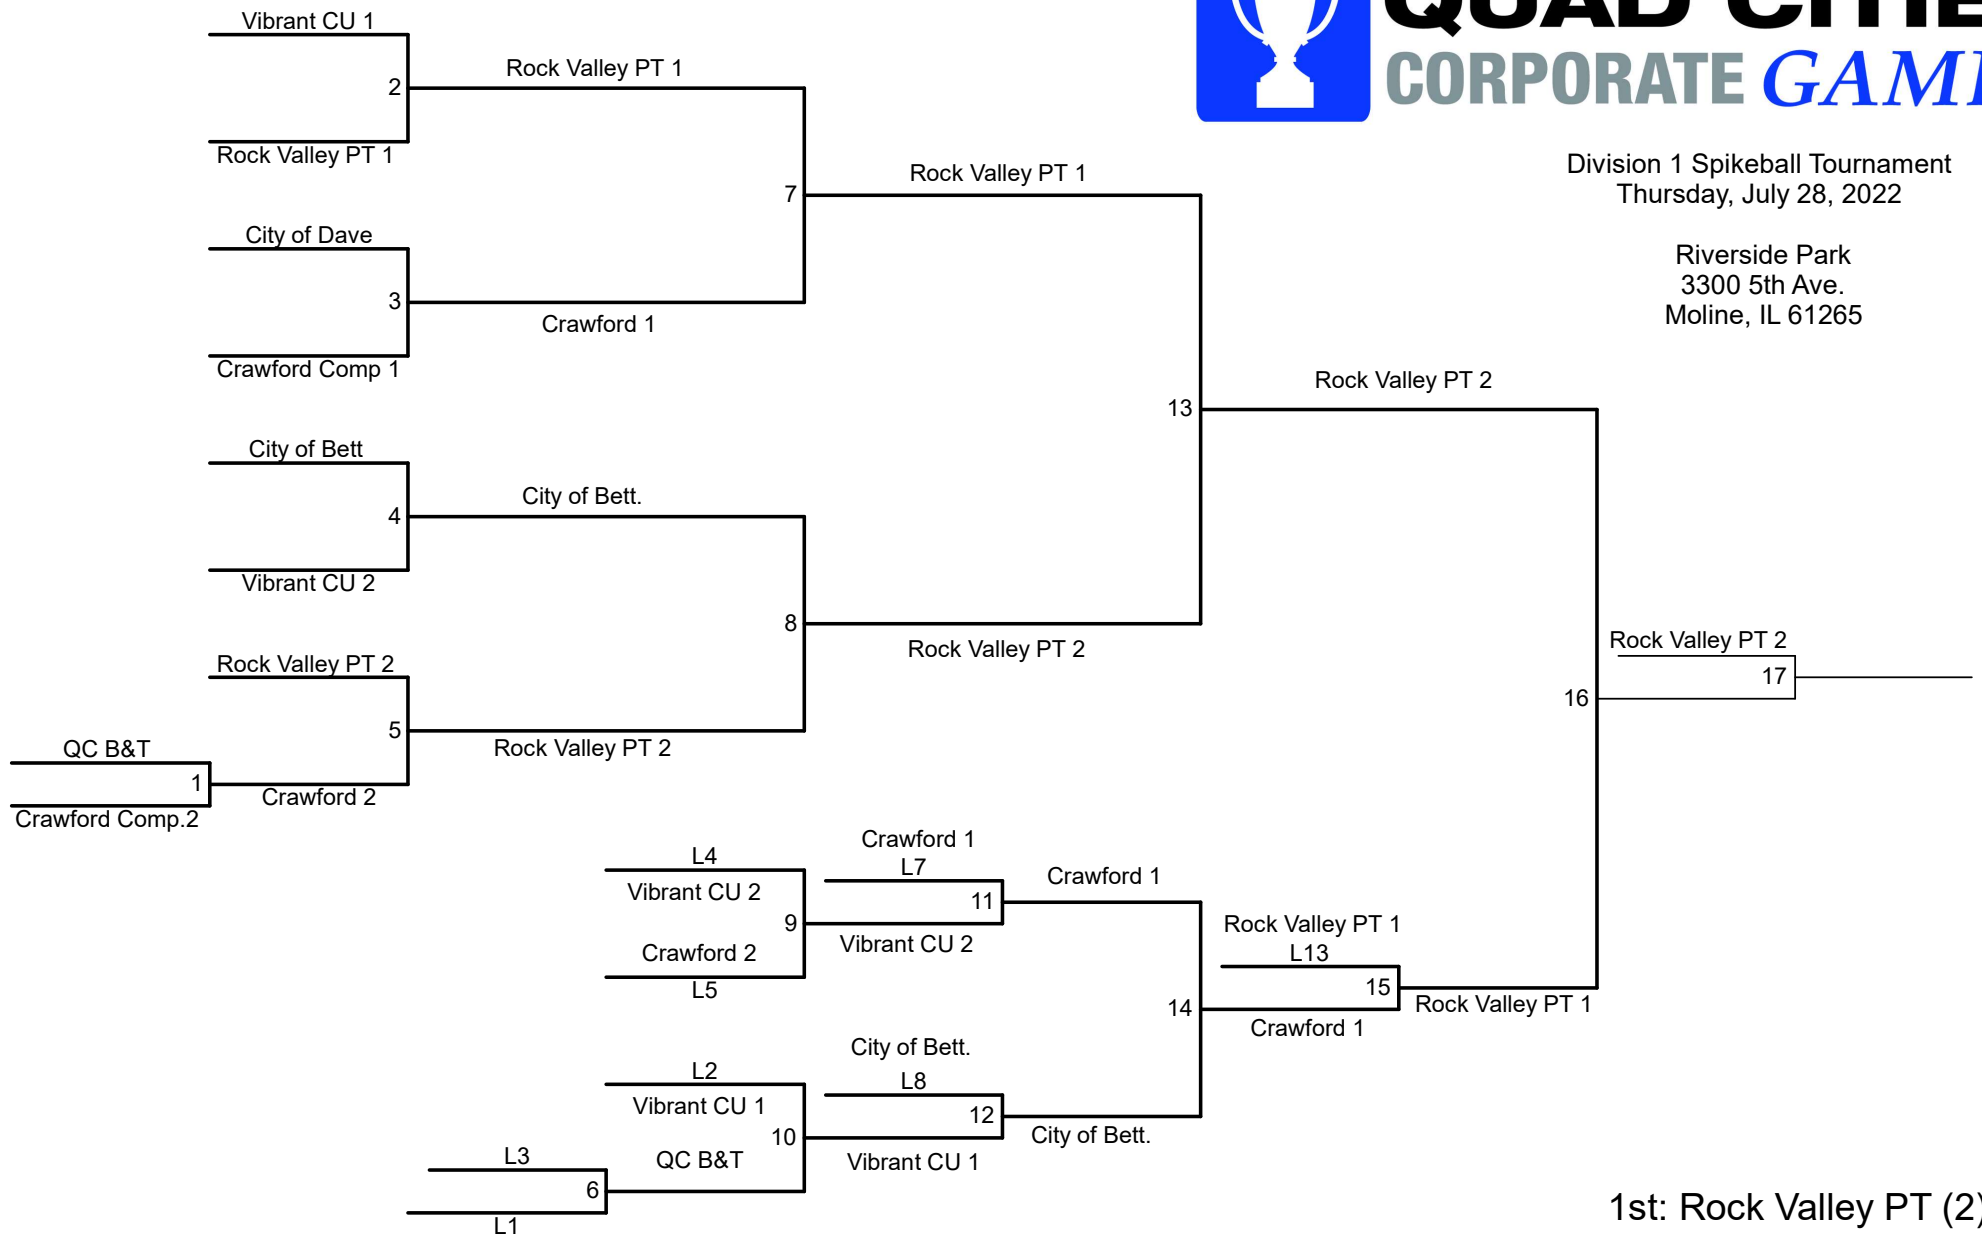 QUAD CITIE
CORPORATE GAM
Division 1 Spikeball Tournament
Thursday, July 28, 2022
Riverside Park
3300 5th Ave.
Moline, IL 61265
Vibrant CU 1
2
Rock Valley PT 1
Rock Valley PT 1
City of Dave
3
Crawford Comp 1
Crawford 1
7
Rock Valley PT 1
City of Bett
4
Vibrant CU 2
City of Bett.
Rock Valley PT 2
5
QC B&T
1
Crawford Comp.2
Crawford 2
Rock Valley PT 2
8
Rock Valley PT 2
13
Rock Valley PT 2
L4
Vibrant CU 2
9
Crawford 2
L5
Crawford 1
L7
11
Vibrant CU 2
Crawford 1
L2
Vibrant CU 1
10
QC B&T
L3
6
L1
City of Bett.
L8
12
Vibrant CU 1
City of Bett.
14
Rock Valley PT 1
L13
15
Crawford 1
Rock Valley PT 1
16
Rock Valley PT 2
17
1st: Rock Valley PT (2)